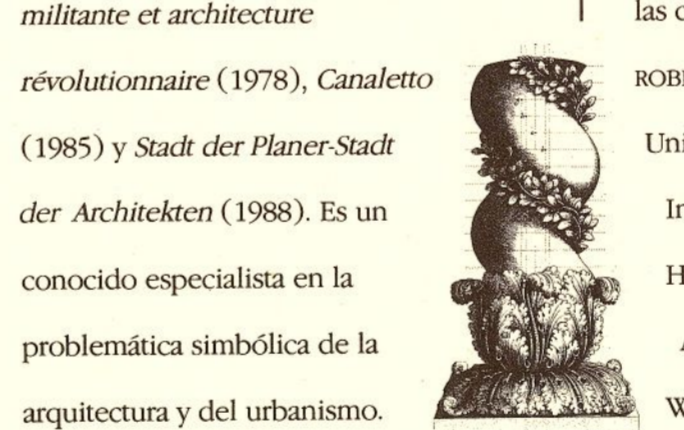 militante et architecture
révolutionnaire (1978), Canaletto
(1985) y Stadt der Planer-Stadt
der Architekten (1988). Es un
conocido especialista en la
problemática simbólica de la
arquitectura y del urbanismo.
las